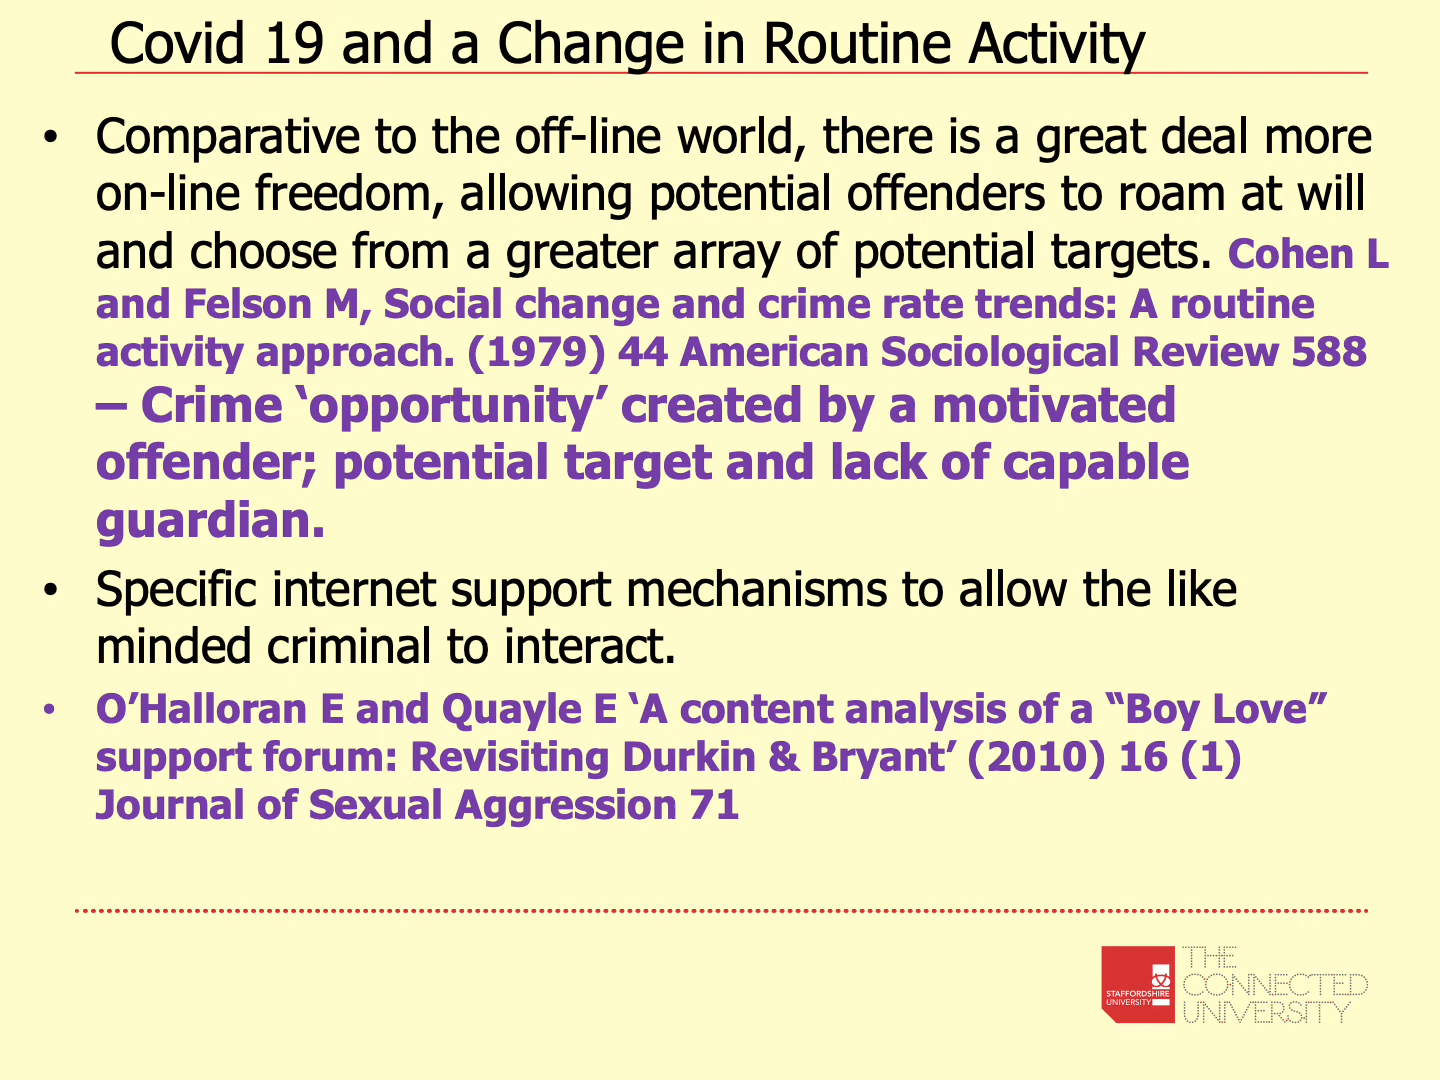 Covid 19 and a Change in Routine Activity
• Comparative to the off-line world, there is a great deal more
on-line freedom, allowing potential offenders to roam at will
and choose from a greater array of potential targets. Cohen L
and Felson M, Social change and crime rate trends: A routine
activity approach. (1979) 44 American Sociological Review 588
– Crime ‘opportunity’ created by a motivated
offender; potential target and lack of capable
guardian.
• Specific internet support mechanisms to allow the like
minded criminal to interact.
• O’Halloran E and Quayle E ‘A content analysis of a “Boy Love”
support forum: Revisiting Durkin & Bryant’ (2010) 16 (1)
Journal of Sexual Aggression 71
STAFFORDSHIRE
UNIVERSITY
THE
CONNECTED
UNIVERSITY